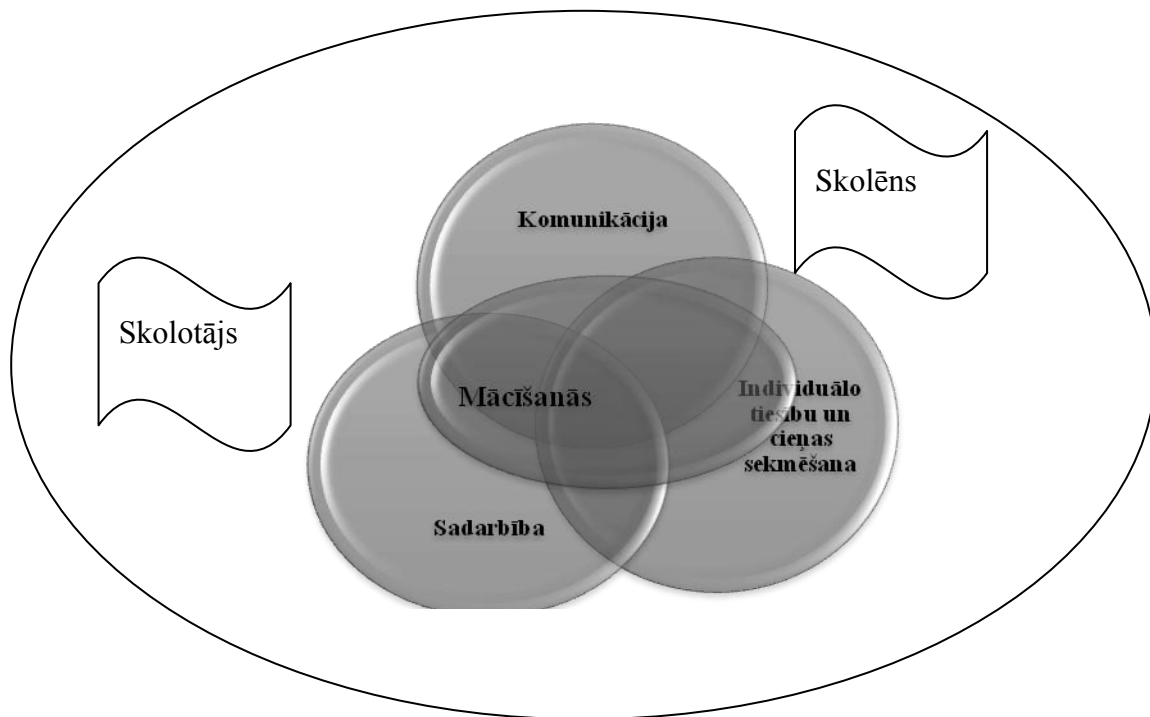 Komunikācija
Skolēns
Skolotājs
Mācīšanās
Individuālo
tiesību un
cieņas
sekmēšana
Sadarbība